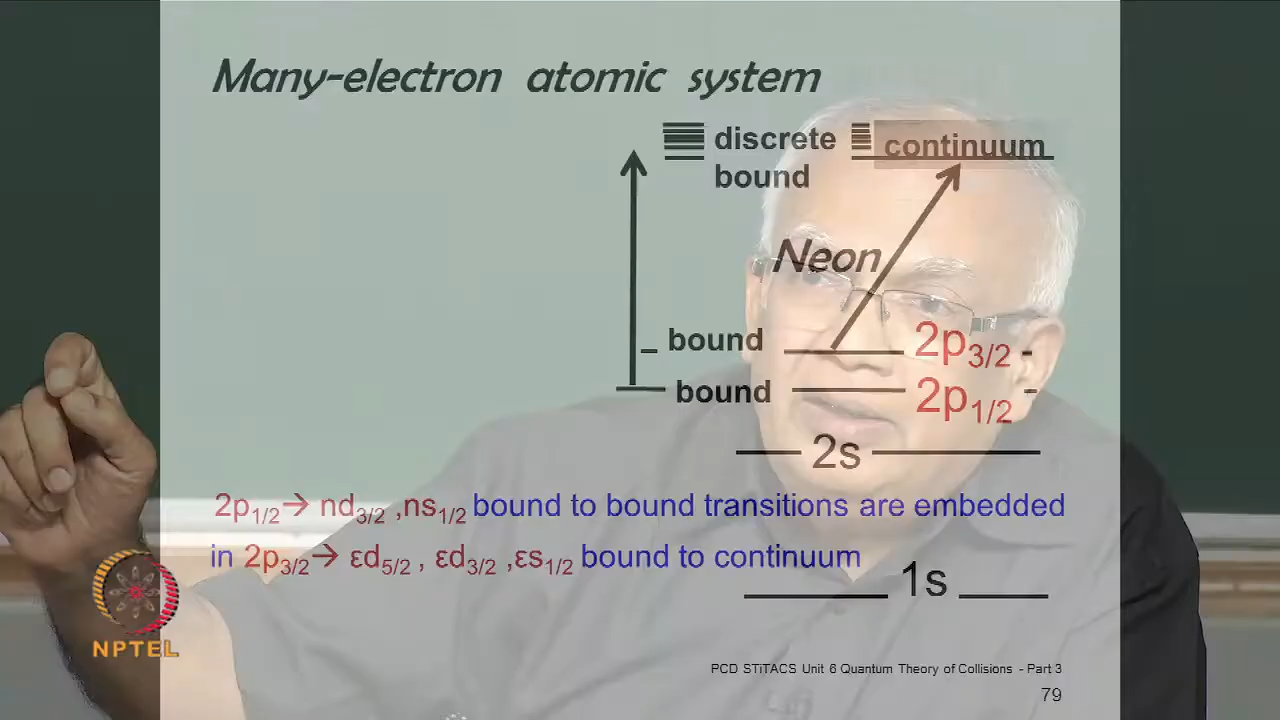 Many-electron atomic system
discrete continuum
bound
Neon
bound 2p3/2
bound 2p1/2
2s
2p1/2→ nd3/2 ,ns1/2 bound to bound transitions are embedded
in 2p3/2→ εd5/2 , εd3/2 ,εs1/2 bound to continuum
1s
NPTEL
PCD STiTACS Unit 6 Quantum Theory of Collisions - Part 3
79